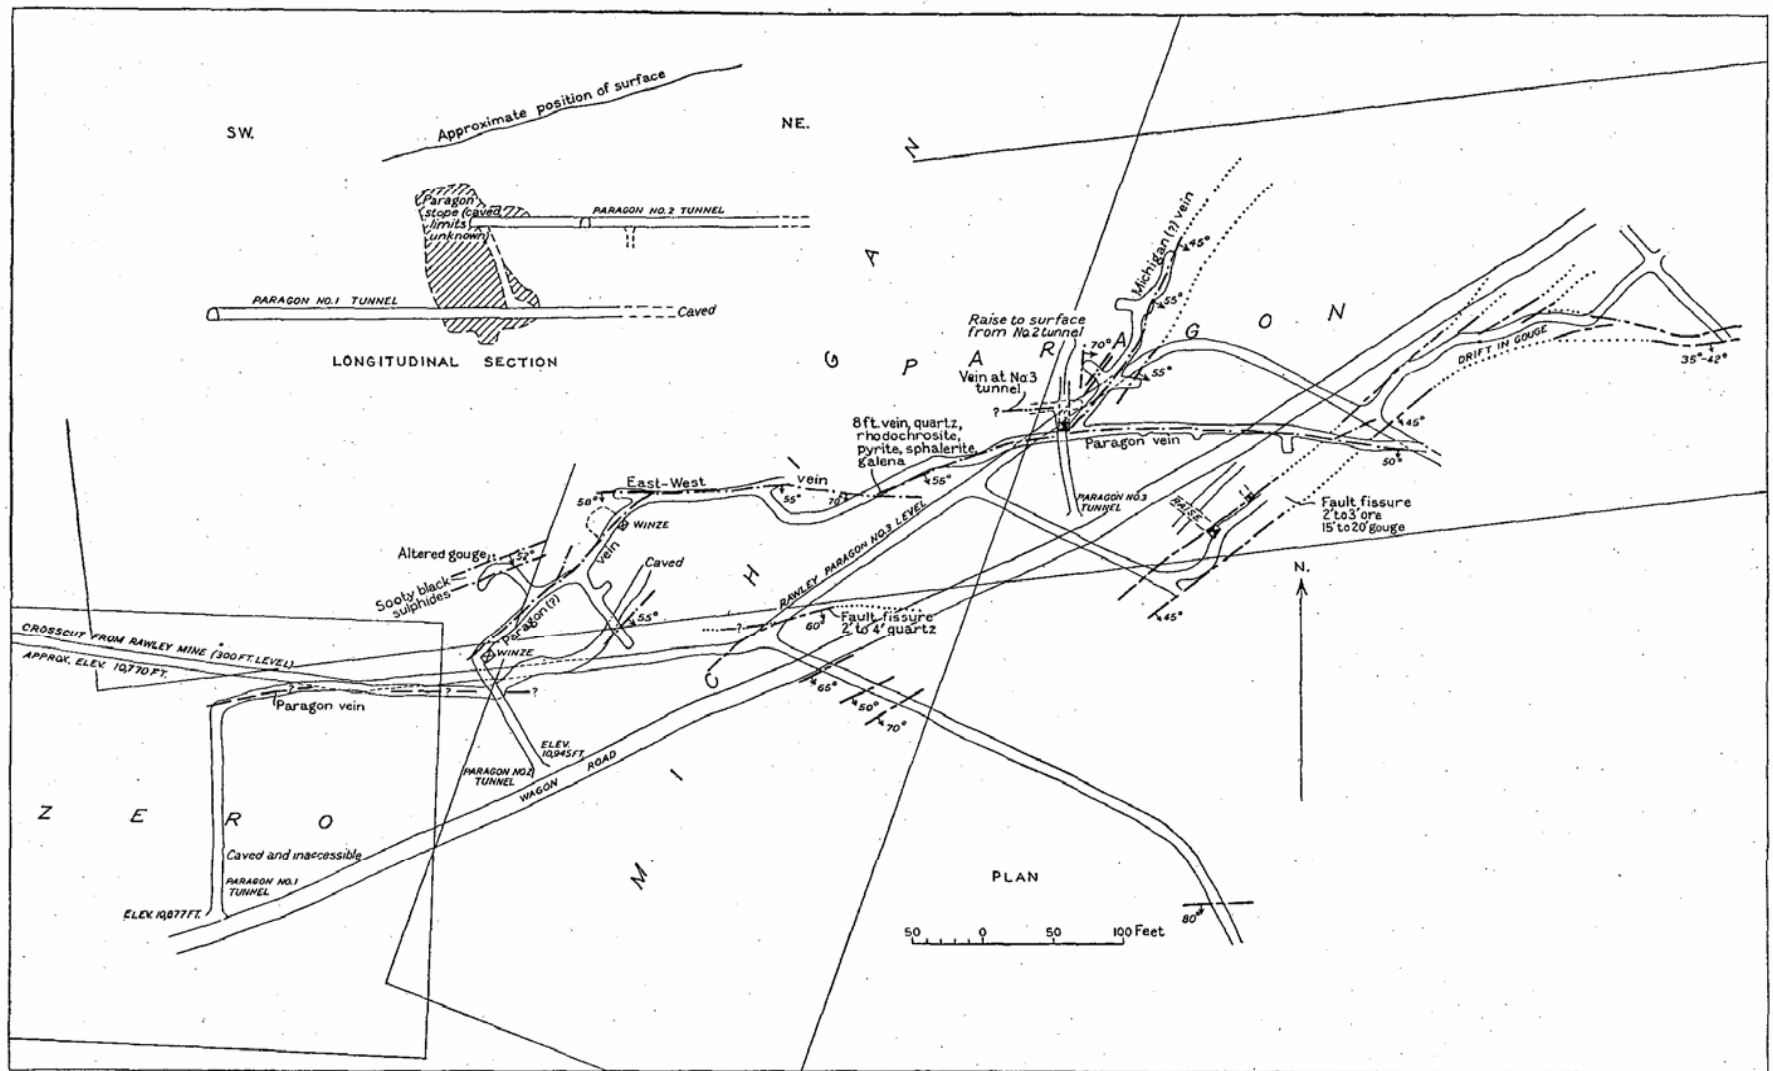 Approximate position of surface
SW.
NE.
Paragon
stope (caved,
limits
unknown)
PARAGON NO.2 TUNNEL
PARAGON NO.1 TUNNEL
Caved
LONGITUDINAL SECTION
MICHIGAN
PARAGON
ZERO
Michigan(?) vein
45°
55°
Raise to surface
from No.2 tunnel
70°
55°
Vein at No.3
tunnel
?
DRIFT IN GOUGE
35°-42°
8 ft. vein, quartz,
rhodochrosite,
pyrite, sphalerite,
galena
Paragon vein
45°
50°
East-West vein
58°
55°
70°
55°
WINZE
PARAGON NO.3
TUNNEL
RAISE
Fault fissure
2' to 3' ore
15' to 20' gouge
RAWLEY PARAGON NO.3 LEVEL
Altered gouge
52°
Sooty black
sulphides
Paragon(?) vein
Caved
55°
WINZE
?
60°
Fault fissure
2' to 4' quartz
45°
N.
CROSSCUT FROM RAWLEY MINE (300 FT. LEVEL)
APPROX. ELEV. 10,770 FT.
?
?
?
Paragon vein
65°
50°
70°
ELEV.
10,945 FT.
PARAGON NO.2
TUNNEL
WAGON ROAD
Caved and inaccessible
PARAGON NO.1
TUNNEL
ELEV. 10,877 FT.
PLAN
80°
50 0 50 100 Feet